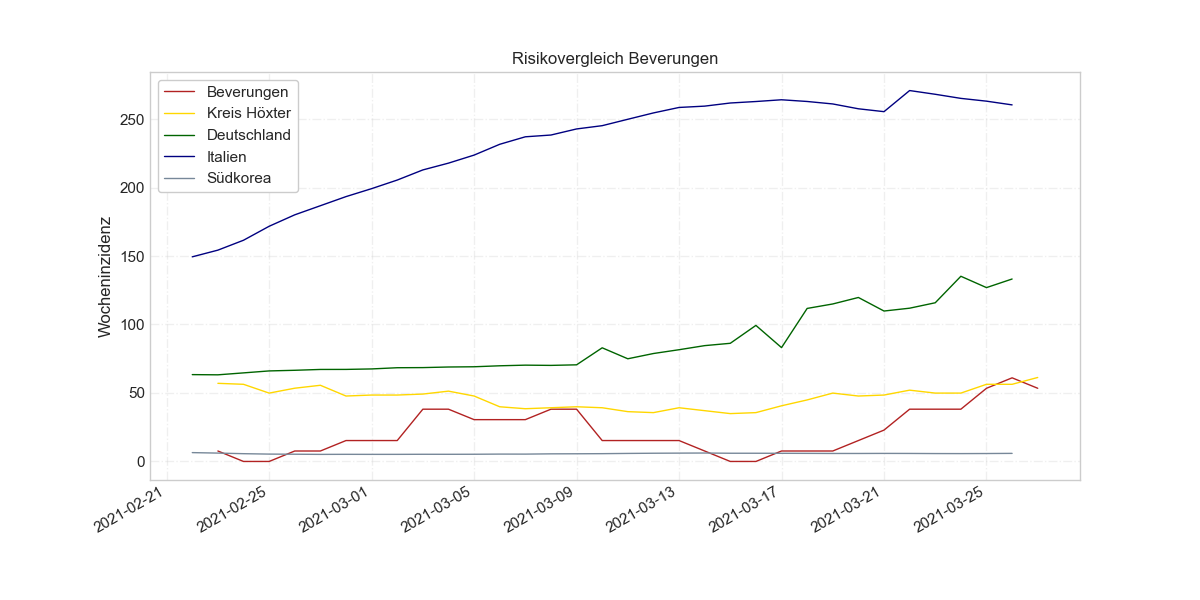 Risikovergleich Beverungen
Beverungen
Kreis Höxter
Deutschland
Italien
Südkorea
Wocheninzidenz
250
200
150
100
50
0
2021-02-21
2021-02-25
2021-03-01
2021-03-05
2021-03-09
2021-03-13
2021-03-17
2021-03-21
2021-03-25